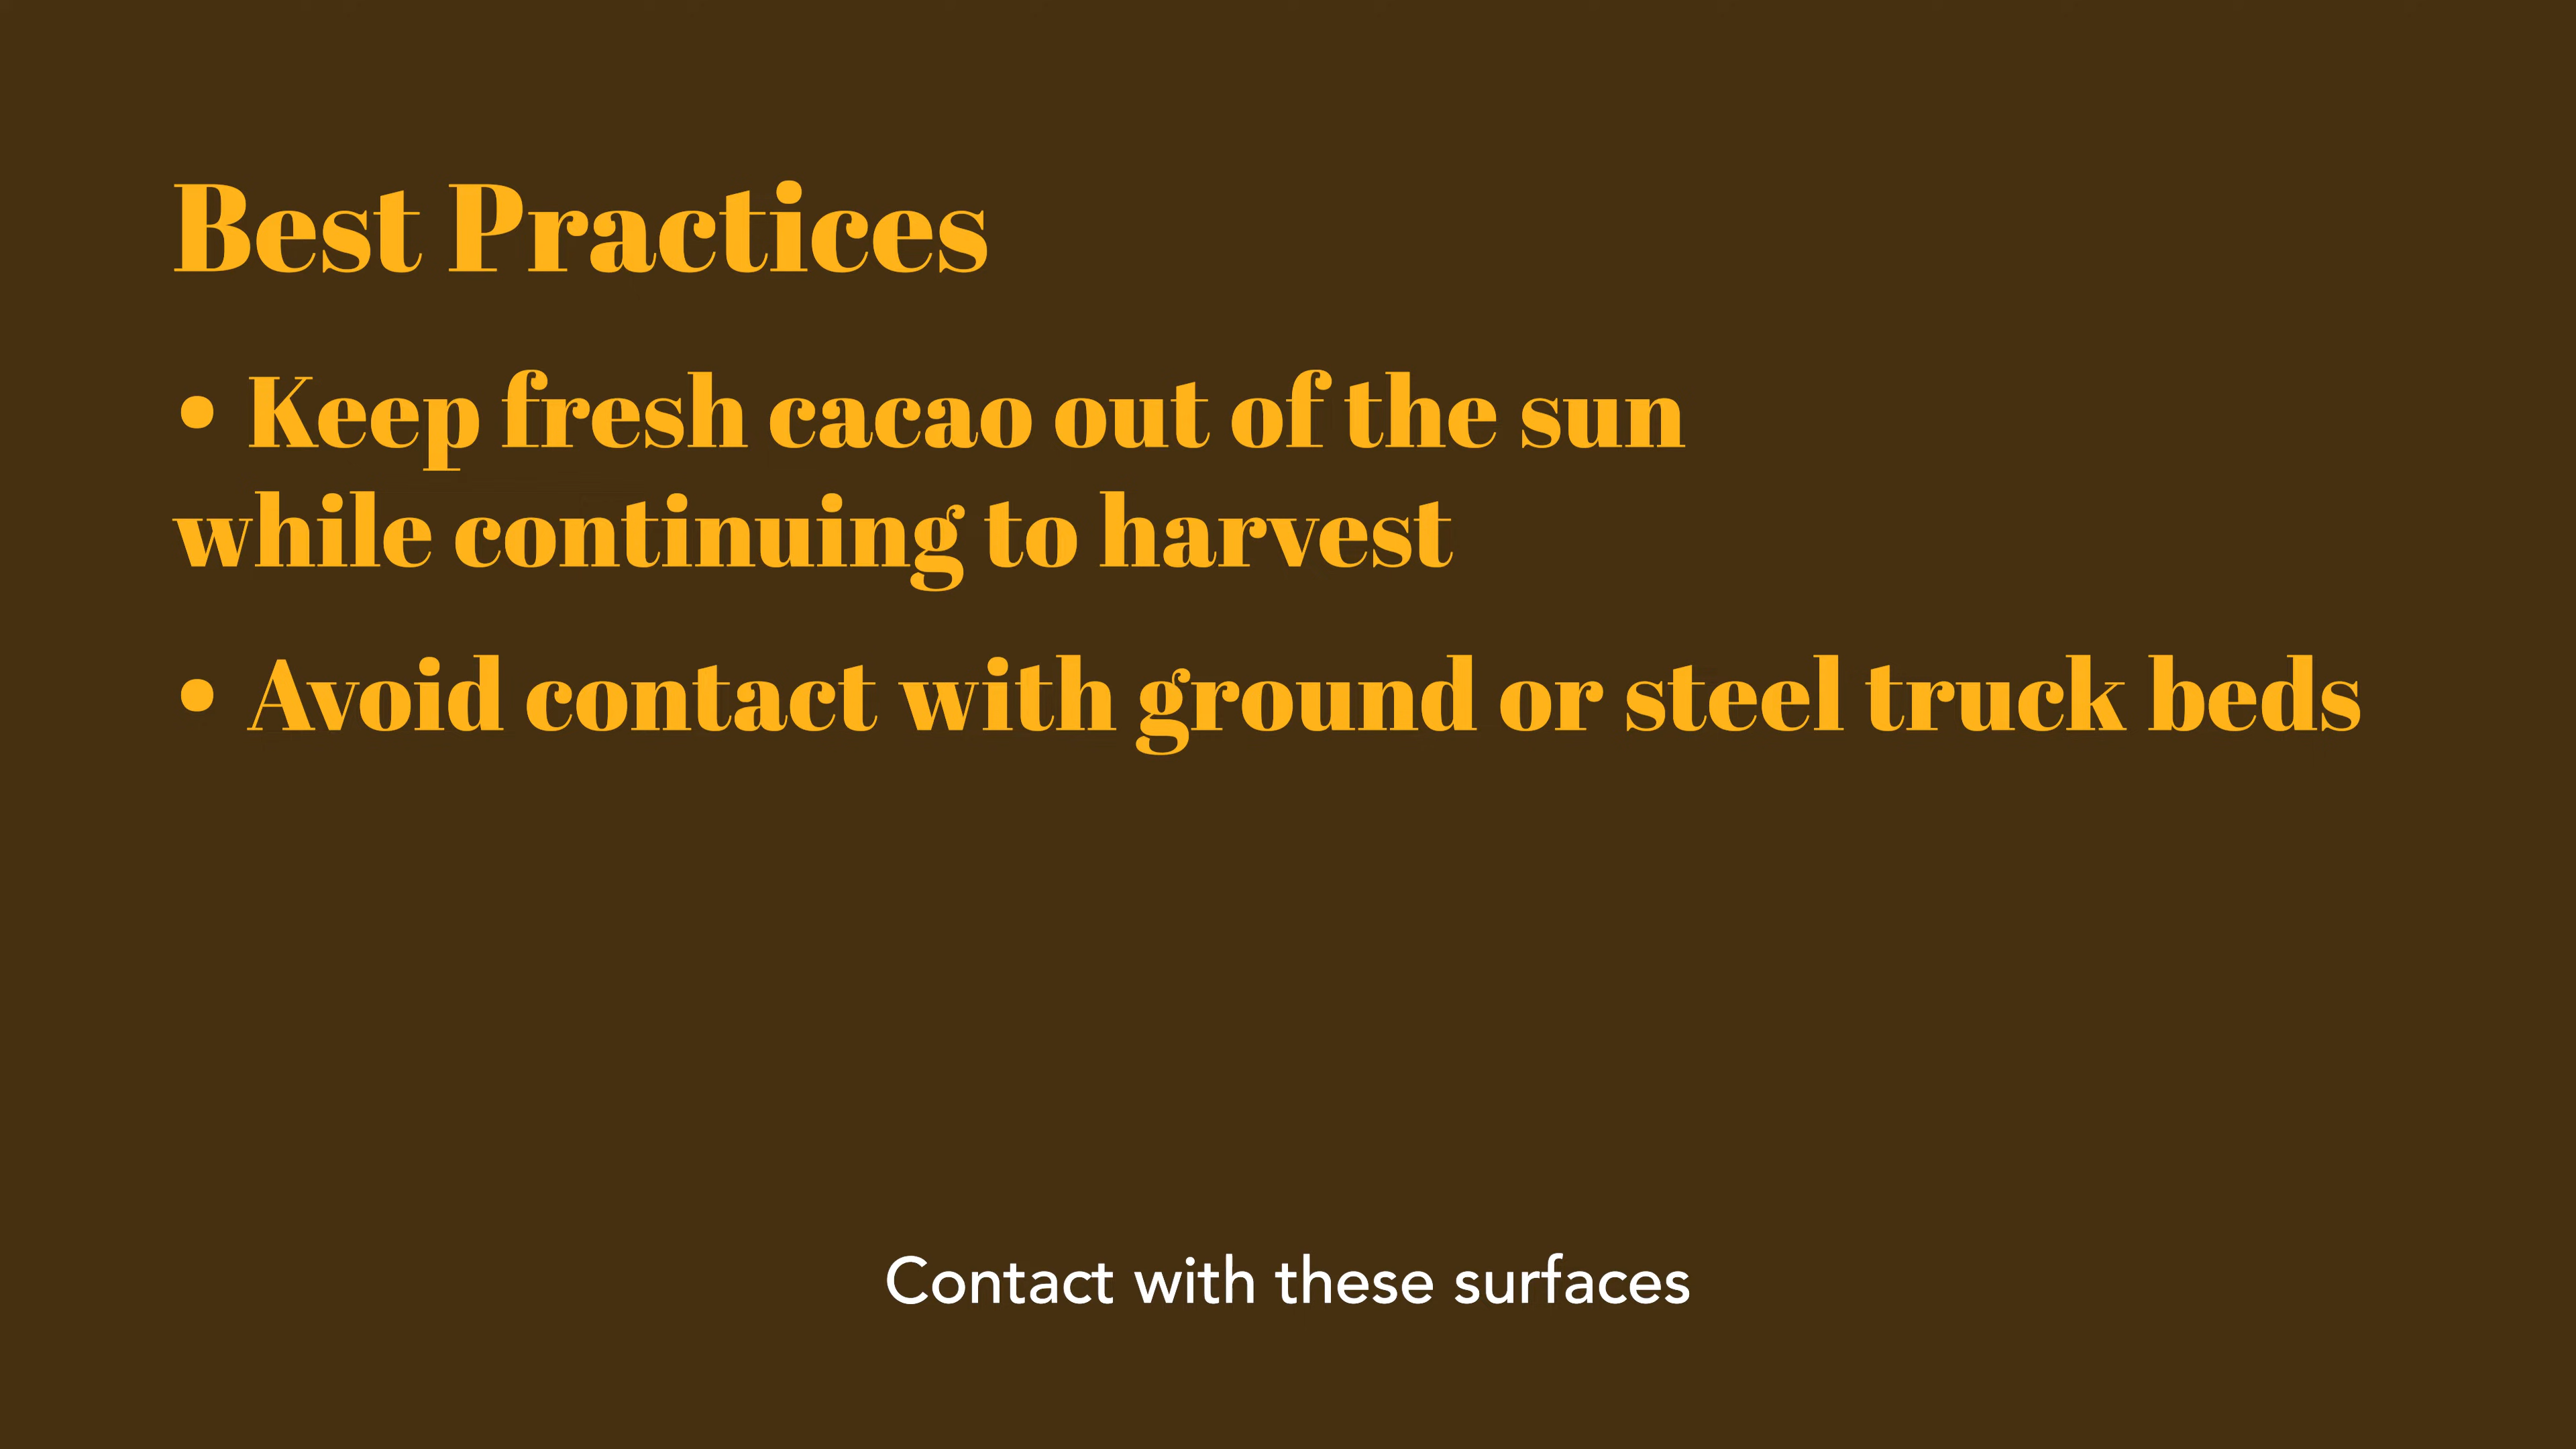 Best Practices
• Keep fresh cacao out of the sun
while continuing to harvest
• Avoid contact with ground or steel truck beds
Contact with these surfaces